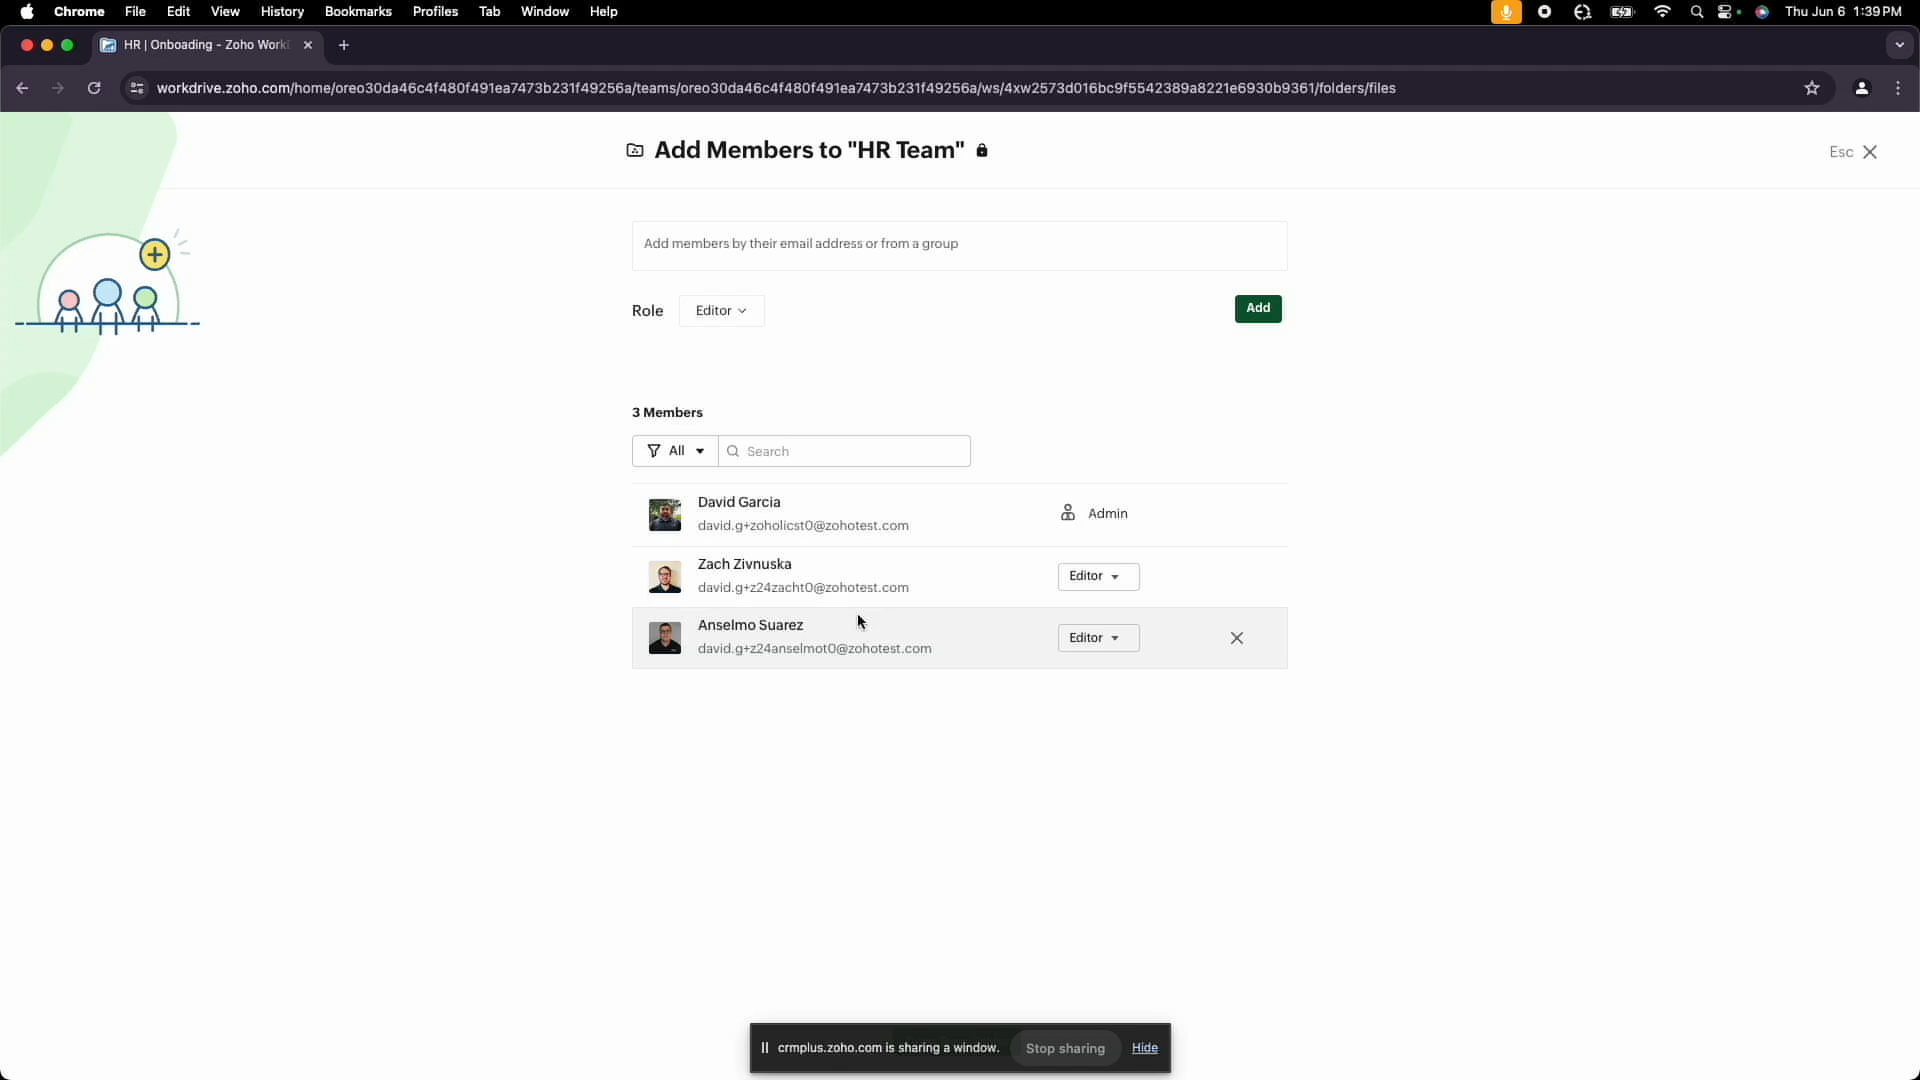 Chrome File Edit View History Bookmarks Profiles Tab Window Help Thu Jun 6 1:39 PM
HR | Onboading - Zoho Work
workdrive.zoho.com/home/oreo30da46c4f480f491ea7473b231f49256a/teams/oreo30da46c4f480f491ea7473b231f49256a/ws/4xw2573d016bc9f5542389a8221e6930b9361/folders/files
Add Members to "HR Team"
Esc
Add members by their email address or from a group
Role Editor Add
3 Members
All Search
David Garcia
david.g+zoholicst0@zohotest.com
Admin
Zach Zivnuska
david.g+z24zacht0@zohotest.com
Editor
Anselmo Suarez
david.g+z24anselmot0@zohotest.com
Editor
crmplus.zoho.com is sharing a window. Stop sharing Hide